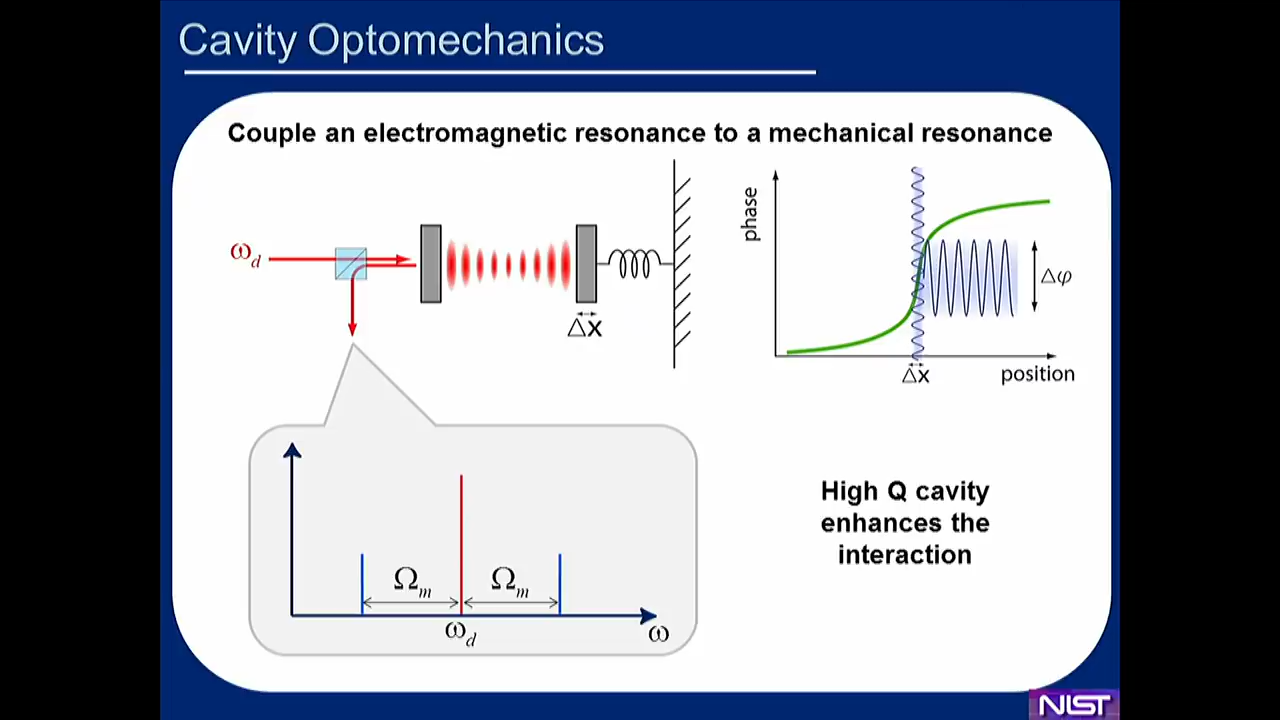 Cavity Optomechanics
Couple an electromagnetic resonance to a mechanical resonance
ω_d
Δx
phase
Δφ
Δx
position
Ω_m
Ω_m
ω_d
ω
High Q cavity
enhances the
interaction
NIST